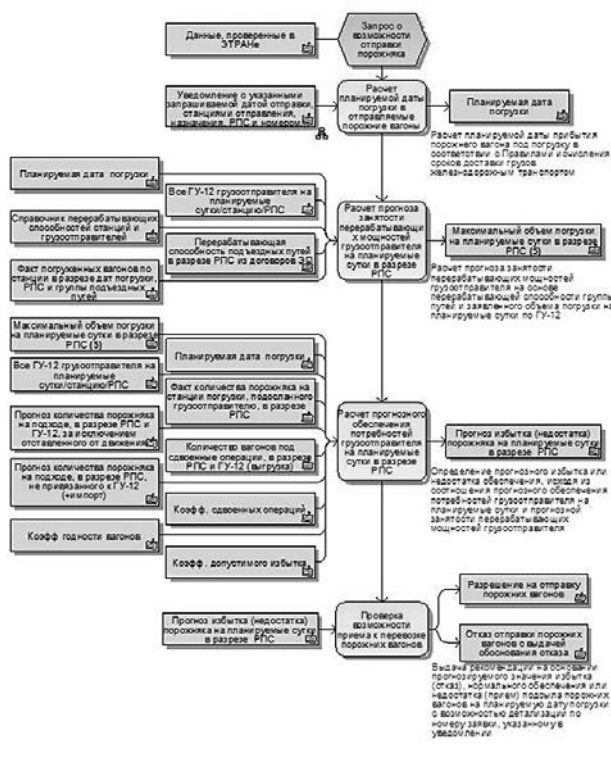 Данные, проверенные в
ЭТРАНе
Запрос о
возможности
отправки
порожняка
Уведомление с указанными
запрашиваемой датой отправки,
станциями отправления,
назначения, РПС и номером
Расчет
планируемой даты
погрузки в
отправляемые
порожние вагоны
Планируемая дата
погрузки
Расчет планируемой даты прибытия
порожнего вагона под погрузку в
соответствии с Правилами исчисления
сроков доставки грузов
железнодорожным транспортом
Планируемая дата погрузки
Все ГУ-12 грузоотправителя на
планируемые
сутки/станцию/РПС
Справочник перерабатывающих
способностей станций и
грузоотправителей
Перерабатывающая
способность подъездных путей
в разрезе РПС из договоров ЭП
Факт погруженных вагонов по
станции в разрезе дат погрузки,
РПС и группы подъездных
путей
Расчет прогноза
занятости
перерабатывающи
х мощностей
грузоотправителя
на планируемые
сутки в разрезе
РПС
Максимальный объем погрузки
на планируемые сутки в разрезе
РПС (5)
Расчет прогноза занятости
перерабатывающих мощностей
грузоотправителя на основе
перерабатывающей способности группы
путей и заявленного объема погрузки на
планируемые сутки по ГУ-12
Максимальный объем погрузки
на планируемые сутки в разрезе
РПС (5)
Планируемая дата погрузки
Все ГУ-12 грузоотправителя на
планируемые
сутки/станцию/РПС
Факт количества порожняка на
станции погрузки, подосланного
грузоотправителю, в разрезе
РПС
Прогноз количества порожняка
на подходе, в разрезе РПС и
ГУ-12, за исключением
отставленного от движения
Количество вагонов под
сдвоенные операции, в разрезе
РПС и ГУ-12 (выгрузка)
Прогноз количества порожняка
на подходе, в разрезе РПС,
не привязанного к ГУ-12
(+импорт)
Коэфф. сдвоенных операций
Коэфф годности вагонов
Коэфф. допустимого избытка
Расчет прогнозного
обеспечения
потребностей
грузоотправителя
на планируемые
сутки в разрезе
РПС
Прогноз избытка (недостатка)
порожняка на планируемые сутки
в разрезе РПС
Определение прогнозного избытка или
недостатка обеспечения, исходя из
соотношения прогнозного обеспечения
потребностей грузоотправителя на
планируемые сутки и прогнозной
занятости перерабатывающих
мощностей грузоотправителя
Прогноз избытка (недостатка)
порожняка на планируемые сутки
в разрезе РПС
Проверка
возможности
приема к перевозке
порожних вагонов
Разрешение на отправку
порожних вагонов
Отказ отправки порожних
вагонов с выдачей
обоснования отказа
Выдача рекомендации на основании
прогнозируемого значения избытка
(отказ), нормального обеспечения или
недостатка (прием) подсыла порожних
вагонов на планируемую дату погрузки
с возможностью детализации по
номеру заявки, указанному в
уведомлении